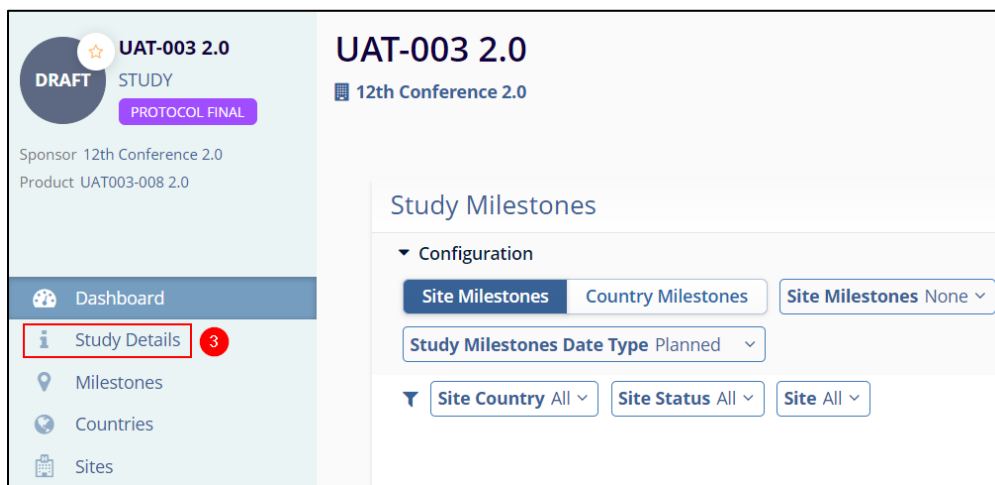 DRAFT
UAT-003 2.0
STUDY
PROTOCOL FINAL
Sponsor 12th Conference 2.0
Product UAT003-008 2.0
Dashboard
Study Details 3
Milestones
Countries
Sites
UAT-003 2.0
12th Conference 2.0
Study Milestones
Configuration
Site Milestones Country Milestones Site Milestones None
Study Milestones Date Type Planned
Site Country All Site Status All Site All